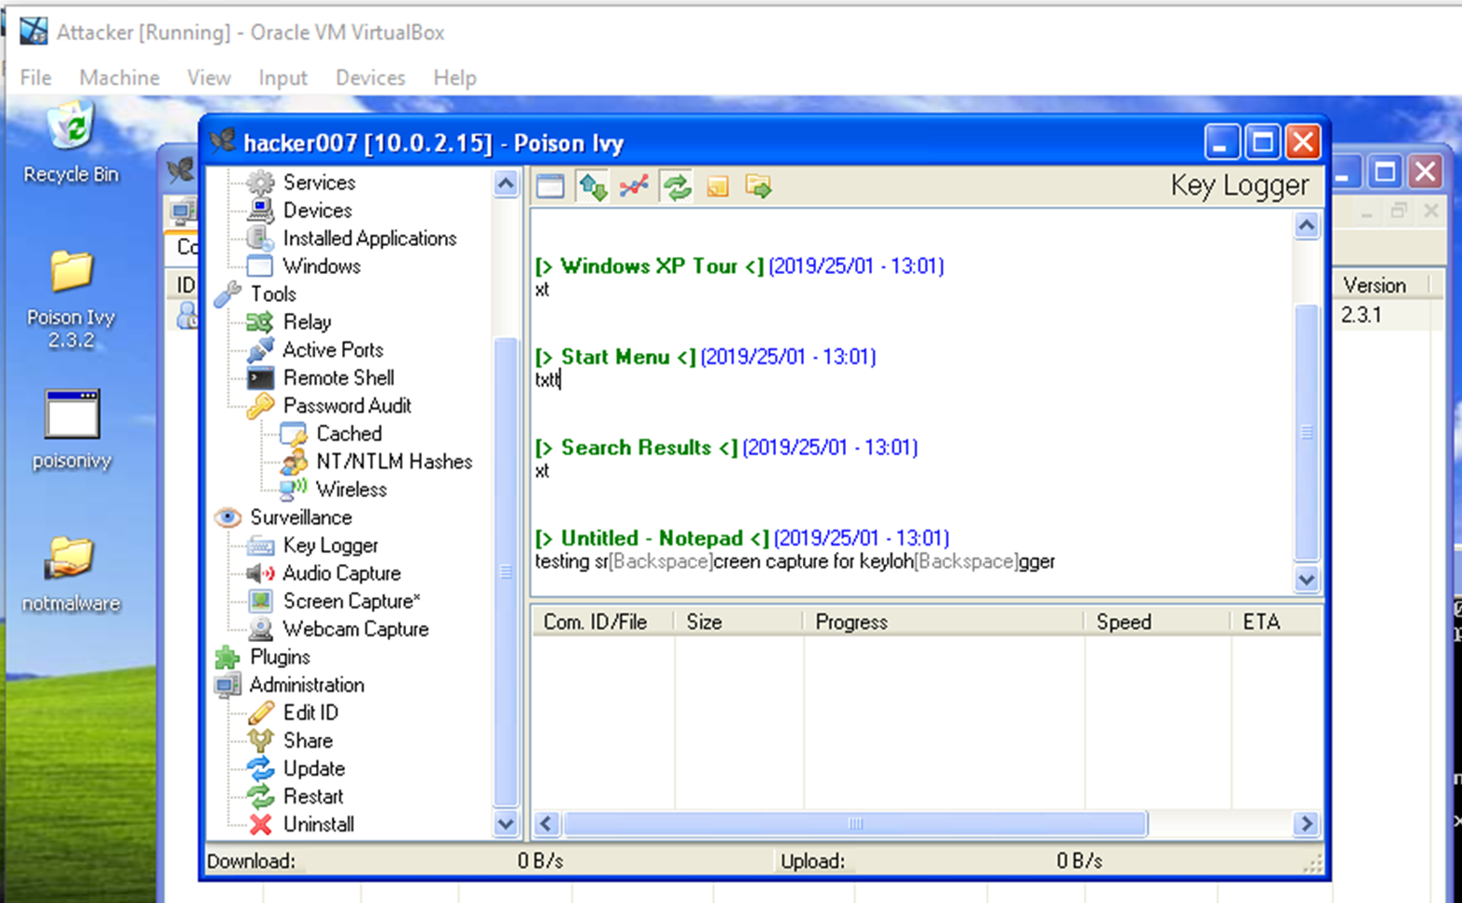 Attacker [Running] - Oracle VM VirtualBox
File Machine View Input Devices Help
Recycle Bin
Poison Ivy
2.3.2
poisonivy
notmalware
hacker007 [10.0.2.15] - Poison Ivy
Co
ID
Version
2.3.1
Services
Devices
Installed Applications
Windows
Tools
Relay
Active Ports
Remote Shell
Password Audit
Cached
NT/NTLM Hashes
Wireless
Surveillance
Key Logger
Audio Capture
Screen Capture*
Webcam Capture
Plugins
Administration
Edit ID
Share
Update
Restart
Uninstall
Key Logger
[> Windows XP Tour <] (2019/25/01 - 13:01)
xt
[> Start Menu <] (2019/25/01 - 13:01)
txtt
[> Search Results <] (2019/25/01 - 13:01)
xt
[> Untitled - Notepad <] (2019/25/01 - 13:01)
testing sr[Backspace]creen capture for keyloh[Backspace]gger
Com. ID/File Size Progress Speed ETA
Download: 0 B/s Upload: 0 B/s